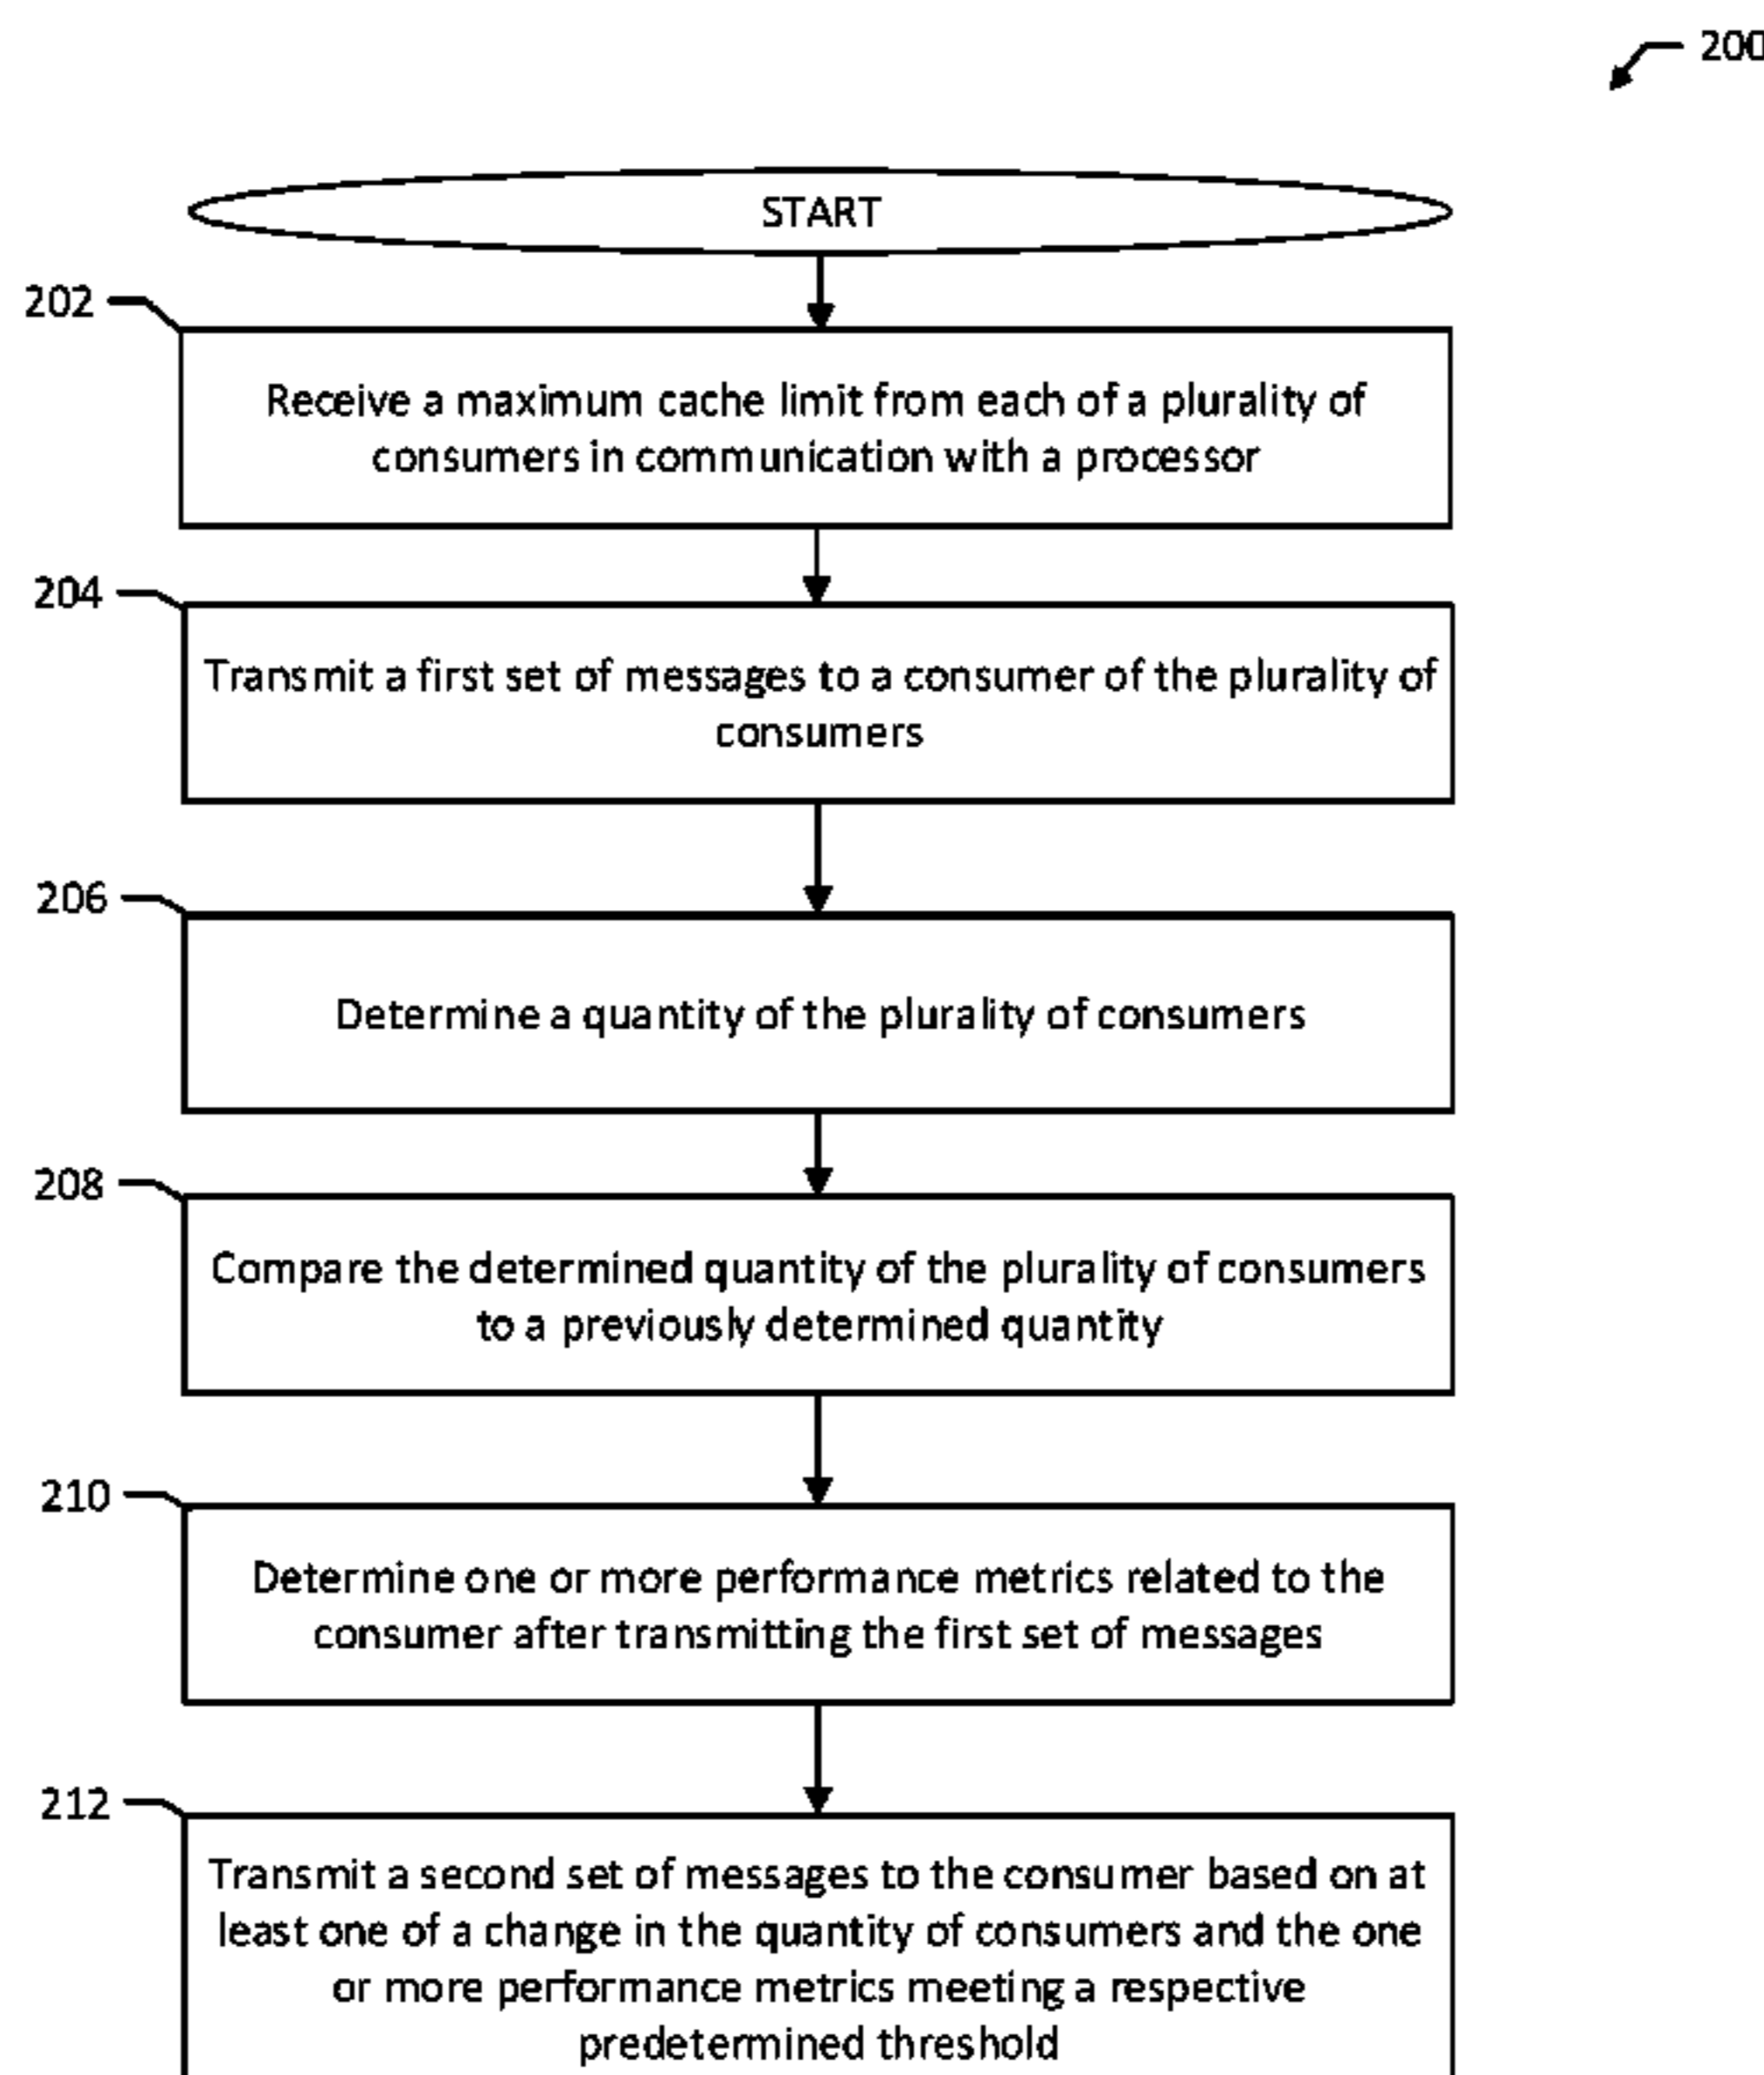 200
START
202
Receive a maximum cache limit from each of a plurality of
consumers in communication with a processor
204
Transmit a first set of messages to a consumer of the plurality of
consumers
206
Determine a quantity of the plurality of consumers
208
Compare the determined quantity of the plurality of consumers
to a previously determined quantity
210
Determine one or more performance metrics related to the
consumer after transmitting the first set of messages
212
Transmit a second set of messages to the consumer based on at
least one of a change in the quantity of consumers and the one
or more performance metrics meeting a respective
predetermined threshold